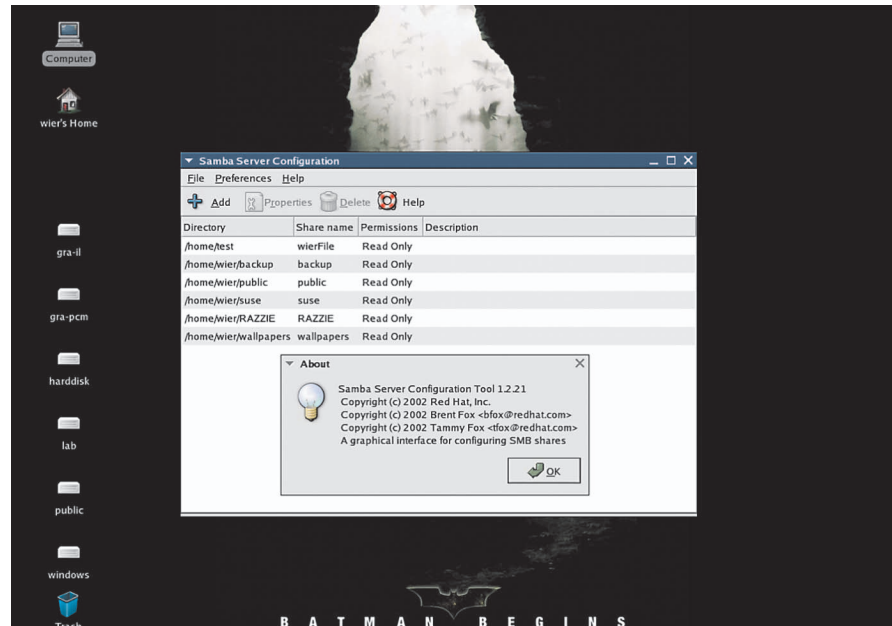 Computer
wier's Home
gra-il
gra-pcm
harddisk
lab
public
windows
Trash
Samba Server Configuration
File Preferences Help
Add Properties Delete Help
Directory Share name Permissions Description
/home/test wierFile Read Only
/home/wier/backup backup Read Only
/home/wier/public public Read Only
/home/wier/suse suse Read Only
/home/wier/RAZZIE RAZZIE Read Only
/home/wier/wallpapers wallpapers Read Only
About
Samba Server Configuration Tool 1.2.21
Copyright (c) 2002 Red Hat, Inc.
Copyright (c) 2002 Brent Fox <bfox@redhat.com>
Copyright (c) 2002 Tammy Fox <tfox@redhat.com>
A graphical interface for configuring SMB shares
OK
BATMAN BEGINS